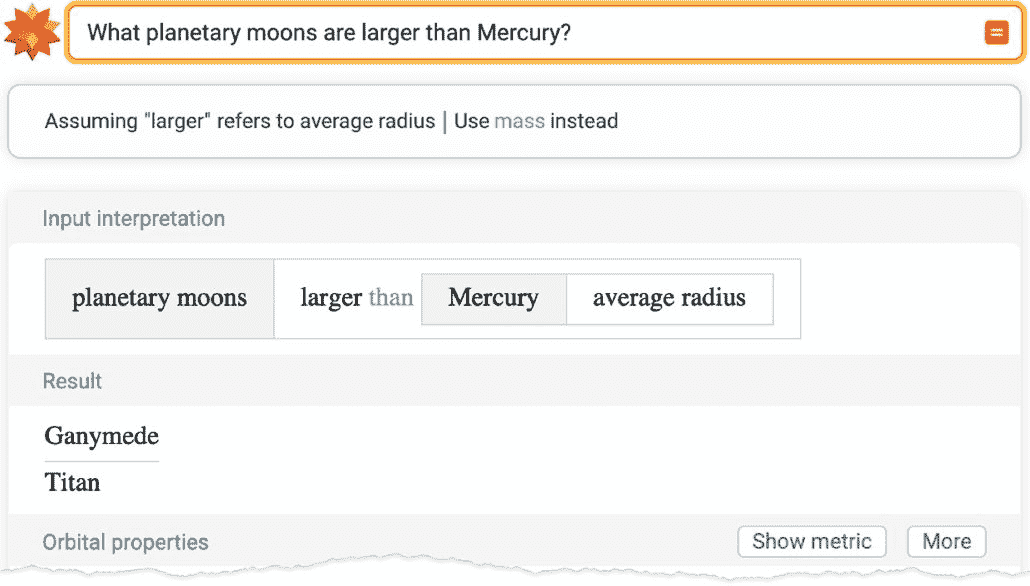 What planetary moons are larger than Mercury?
Assuming "larger" refers to average radius | Use mass instead
Input interpretation
planetary moons larger than Mercury average radius
Result
Ganymede
Titan
Orbital properties Show metric More